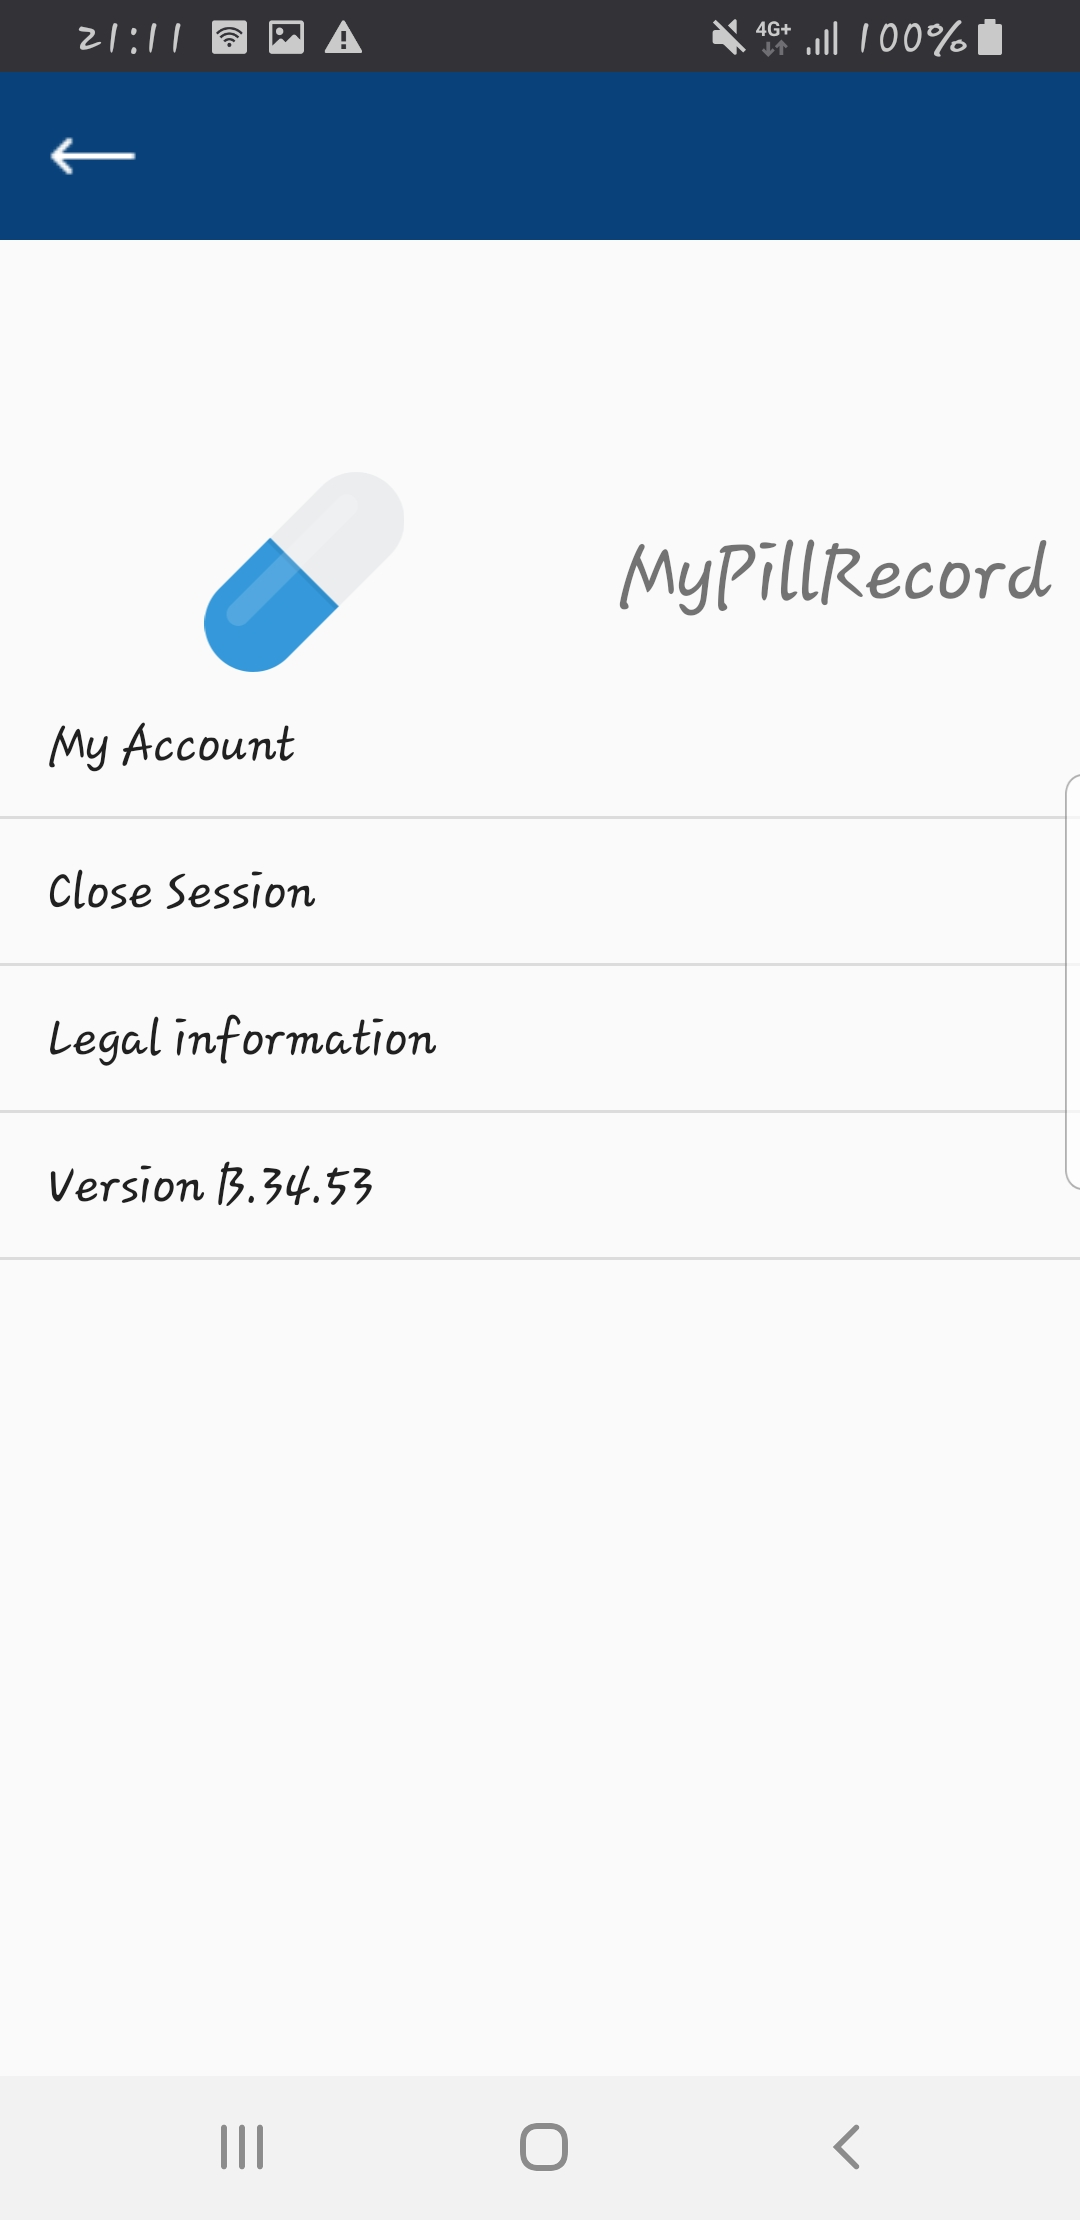 21:11 4G+ 100%
MyPillRecord
My Account
Close Session
Legal information
Version B.34.53